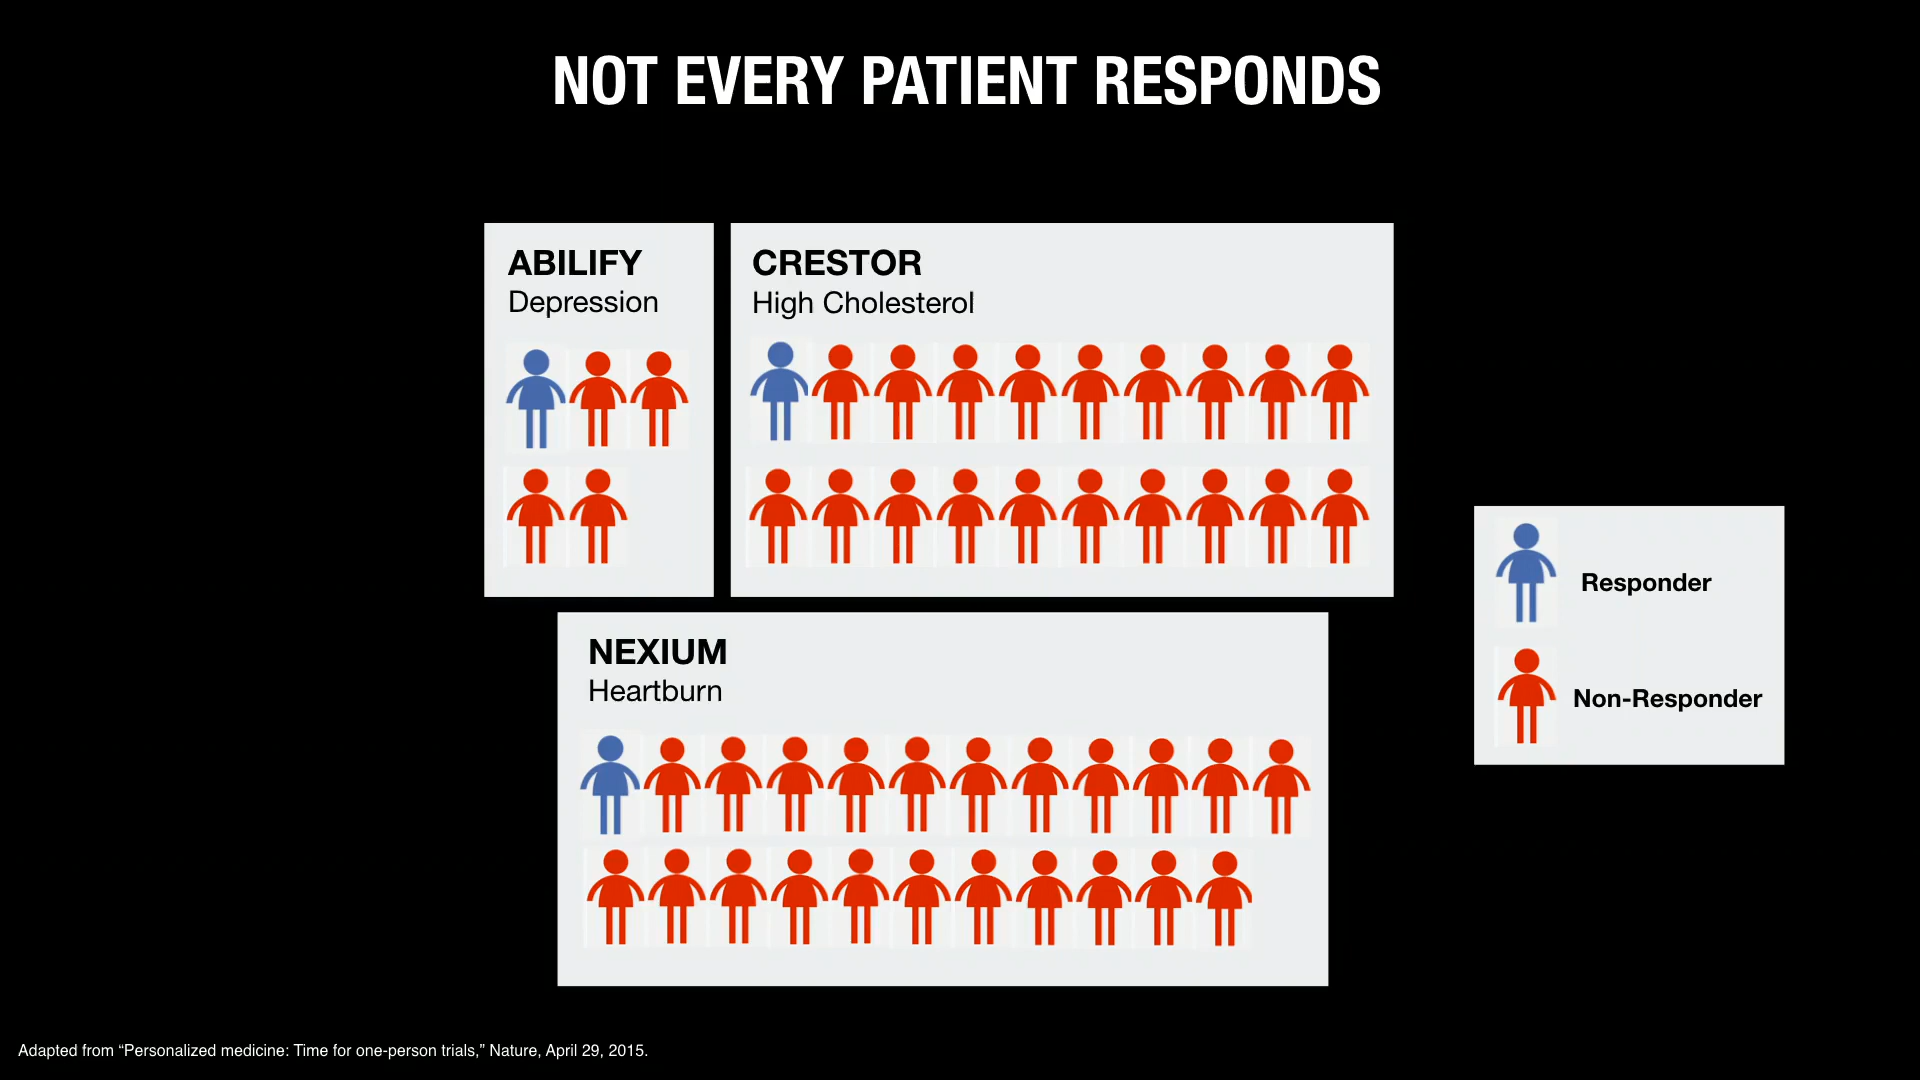 NOT EVERY PATIENT RESPONDS
ABILIFY
Depression
CRESTOR
High Cholesterol
NEXIUM
Heartburn
Responder
Non-Responder
Adapted from “Personalized medicine: Time for one-person trials,” Nature, April 29, 2015.